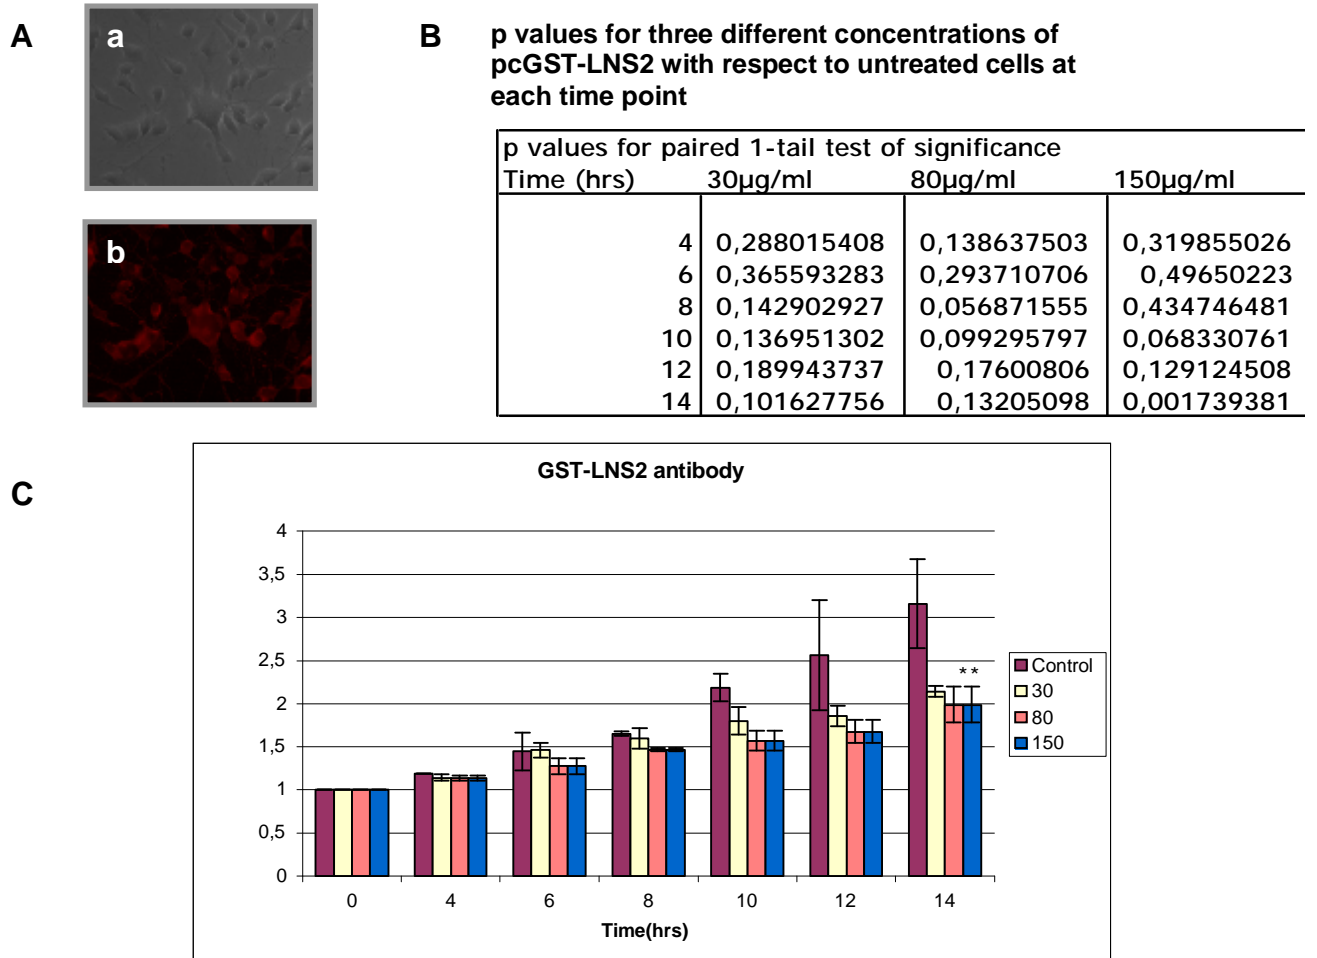 A
a
b
B
p values for three different concentrations of
pcGST-LNS2 with respect to untreated cells at
each time point
p values for paired 1-tail test of significance
Time (hrs) 30µg/ml 80µg/ml 150µg/ml
4 0,288015408 0,138637503 0,319855026
6 0,365593283 0,293710706 0,49650223
8 0,142902927 0,056871555 0,434746481
10 0,136951302 0,099295797 0,068330761
12 0,189943737 0,17600806 0,129124508
14 0,101627756 0,13205098 0,001739381
C
GST-LNS2 antibody
4
3,5
3
2,5
2
1,5
1
0,5
0
**
0 4 6 8 10 12 14
Time(hrs)
Control
30
80
150